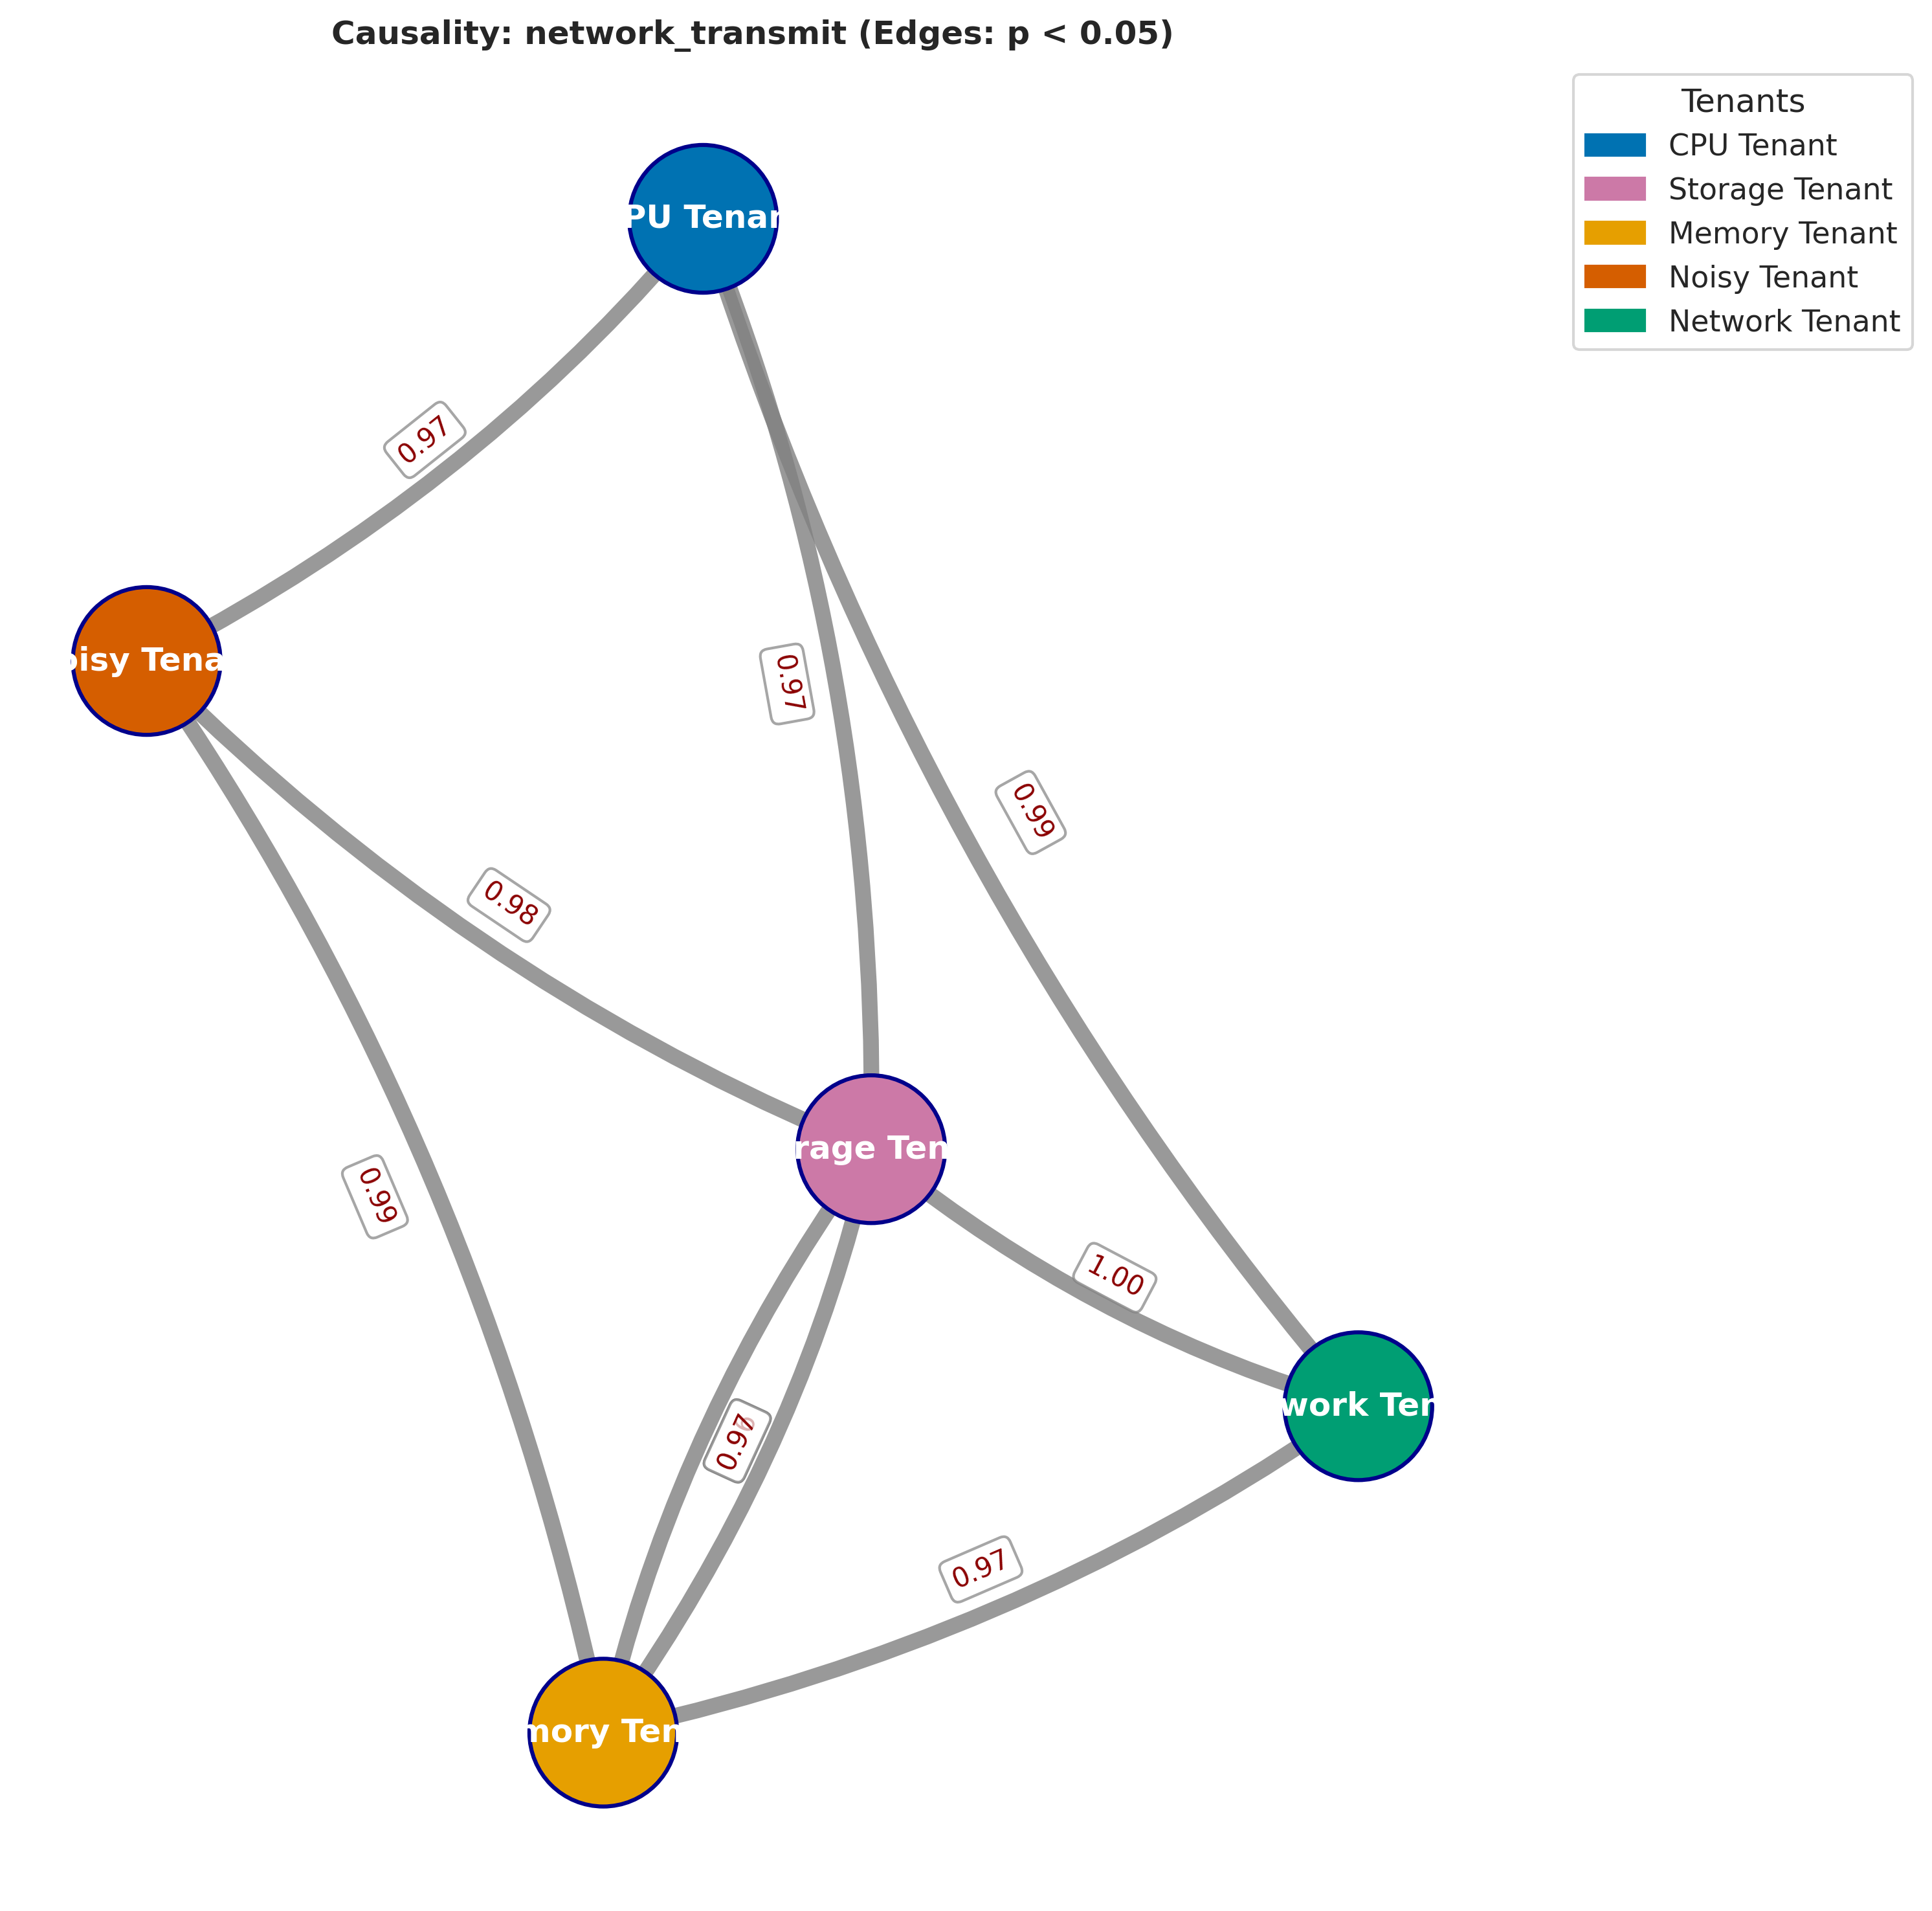 Causality: network_transmit (Edges: p < 0.05)
Tenants
CPU Tenant
Storage Tenant
Memory Tenant
Noisy Tenant
Network Tenant
PU Tenan
0.97
oisy Tena
0.97
0.99
0.98
rage Ten
0.99
1.00
work Ter
0.97
0.97
mory Ten